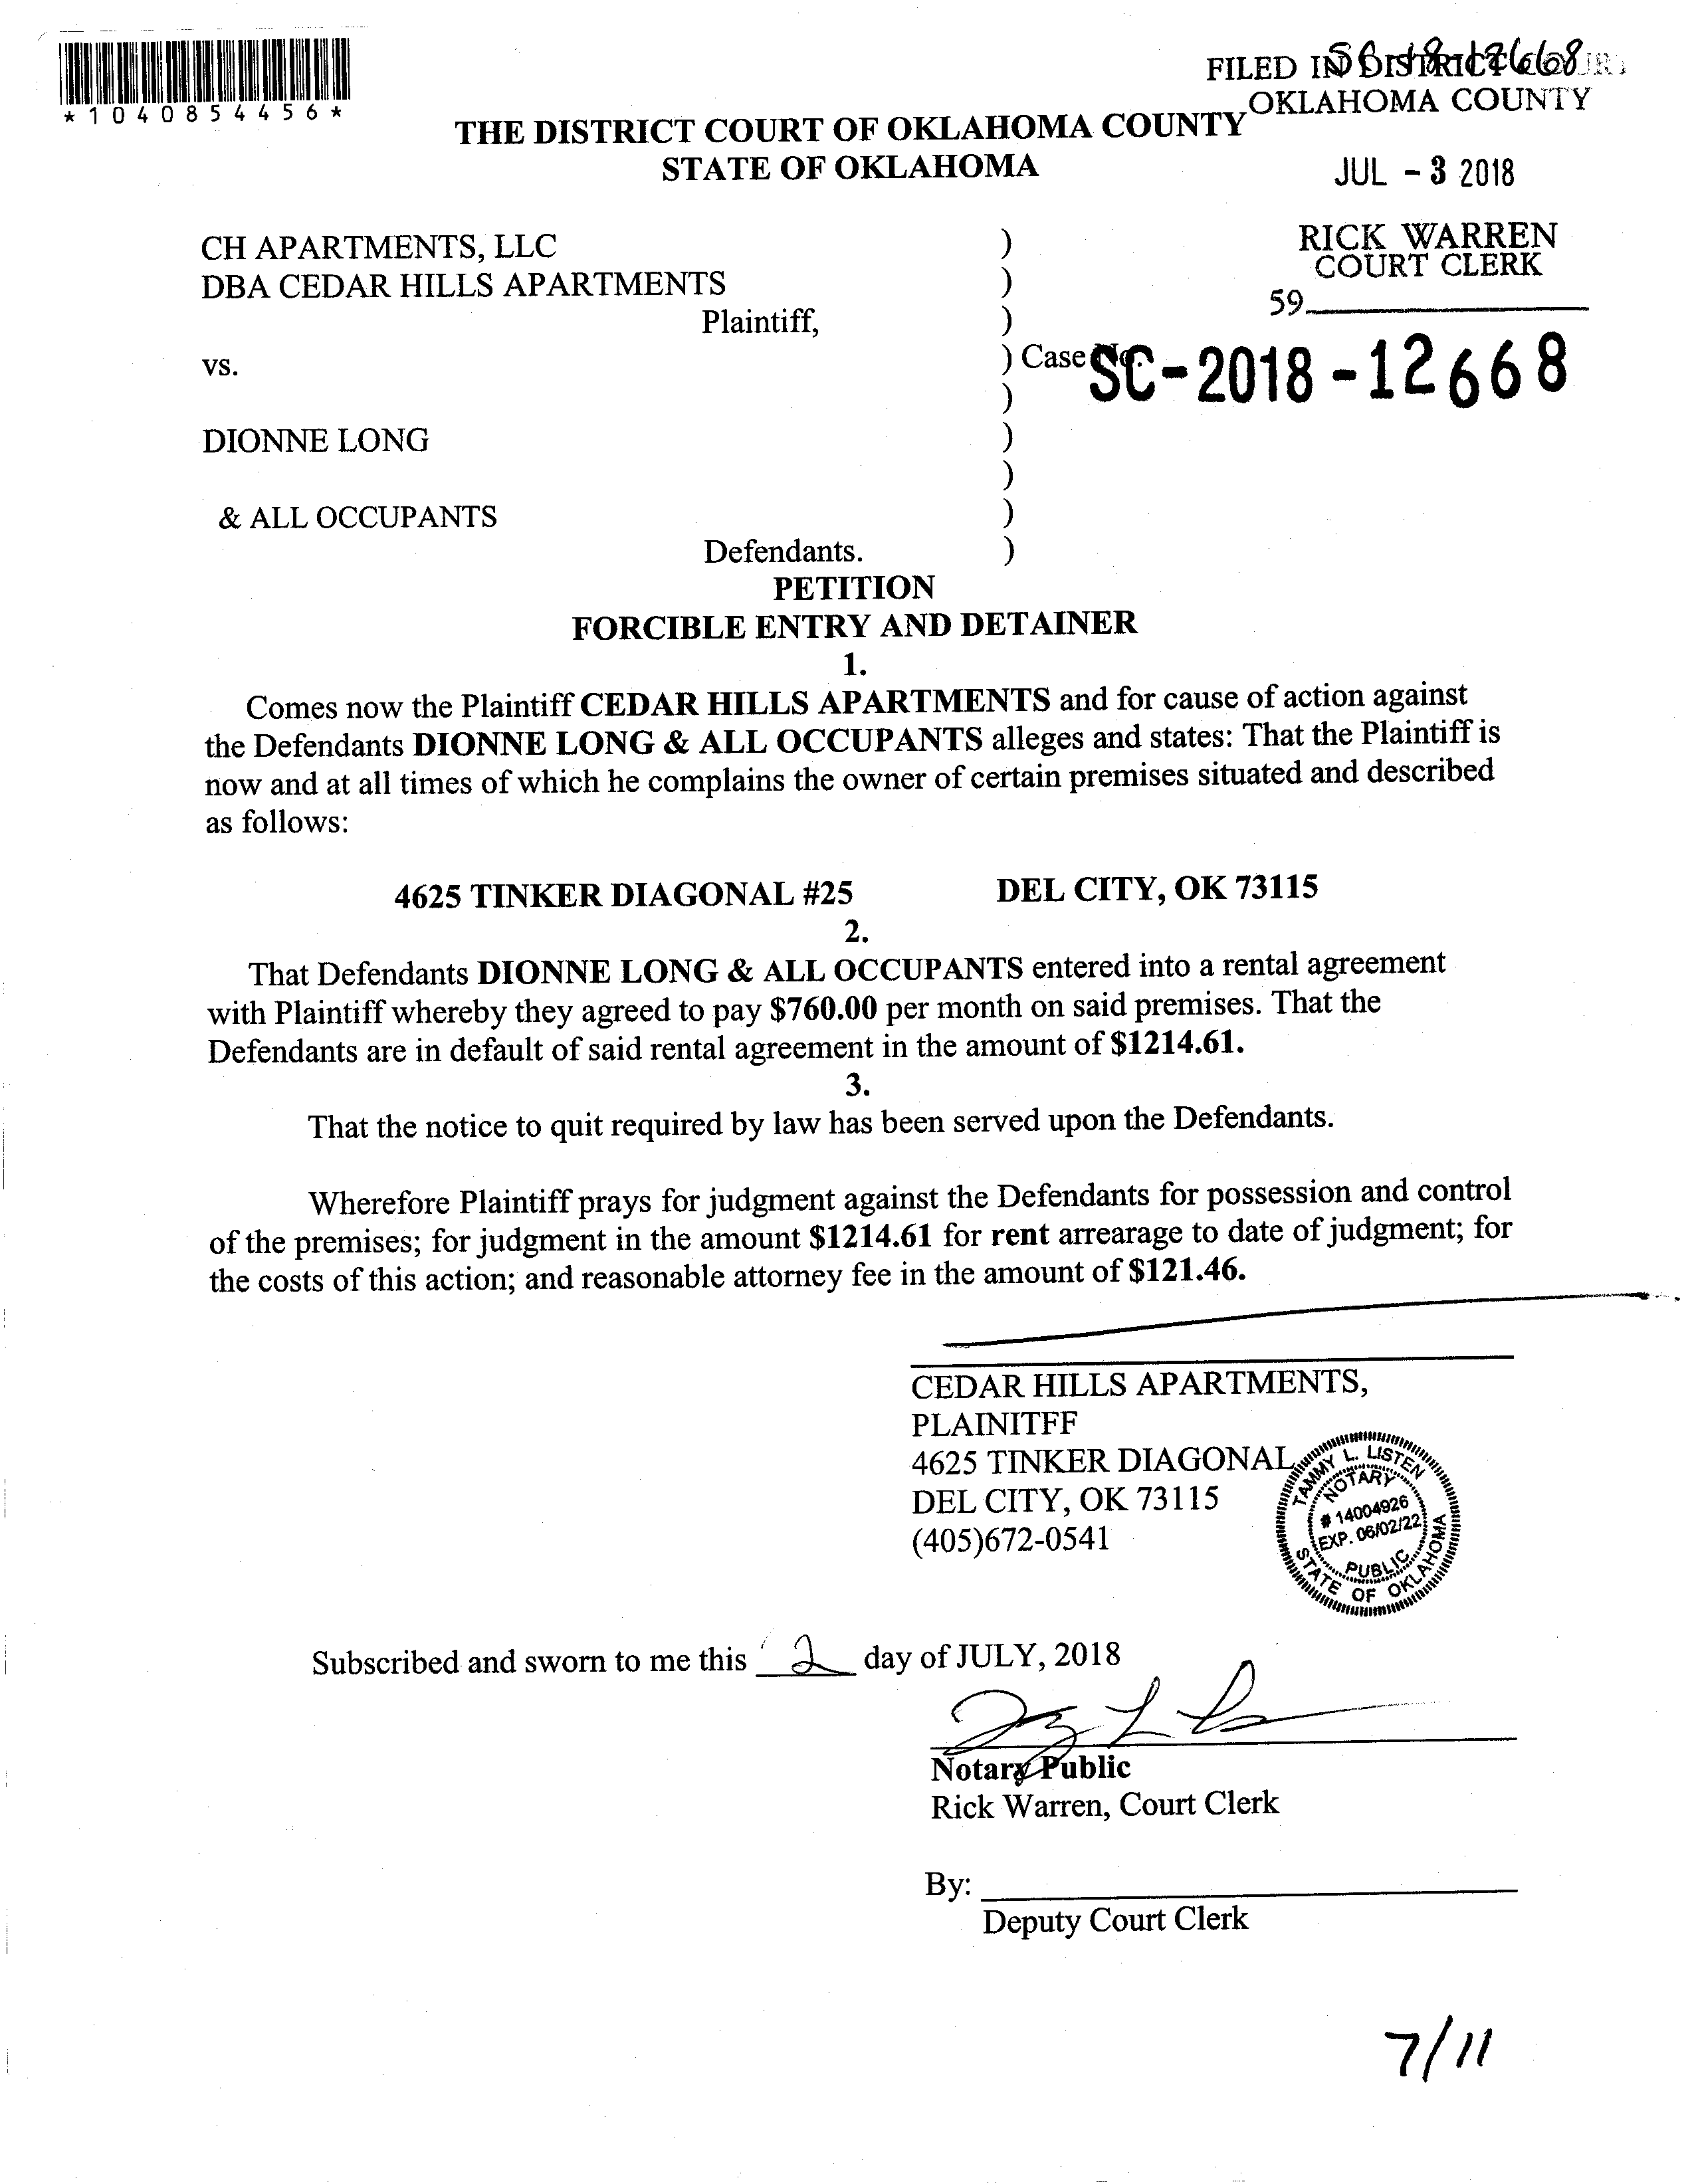 *1040854456*
SC-18-12668
FILED IN DISTRICT COURT
OKLAHOMA COUNTY
THE DISTRICT COURT OF OKLAHOMA COUNTY
STATE OF OKLAHOMA
JUL - 3 2018
RICK WARREN
COURT CLERK
59
CH APARTMENTS, LLC )
DBA CEDAR HILLS APARTMENTS )
Plaintiff, )
vs. ) Case No. SC-2018-12668
)
DIONNE LONG )
)
& ALL OCCUPANTS )
Defendants. )
PETITION
FORCIBLE ENTRY AND DETAINER
1.
Comes now the Plaintiff CEDAR HILLS APARTMENTS and for cause of action against
the Defendants DIONNE LONG & ALL OCCUPANTS alleges and states: That the Plaintiff is
now and at all times of which he complains the owner of certain premises situated and described
as follows:
4625 TINKER DIAGONAL #25 DEL CITY, OK 73115
2.
That Defendants DIONNE LONG & ALL OCCUPANTS entered into a rental agreement
with Plaintiff whereby they agreed to pay $760.00 per month on said premises. That the
Defendants are in default of said rental agreement in the amount of $1214.61.
3.
That the notice to quit required by law has been served upon the Defendants.
Wherefore Plaintiff prays for judgment against the Defendants for possession and control
of the premises; for judgment in the amount $1214.61 for rent arrearage to date of judgment; for
the costs of this action; and reasonable attorney fee in the amount of $121.46.
CEDAR HILLS APARTMENTS,
PLAINITFF
4625 TINKER DIAGONAL
DEL CITY, OK 73115
(405)672-0541
TAMMY L. LISTEN
NOTARY
# 14004926
EXP. 06/02/22
PUBLIC
STATE OF OKLAHOMA
Subscribed and sworn to me this 2 day of JULY, 2018
Notary Public
Rick Warren, Court Clerk
By:
Deputy Court Clerk
7/11